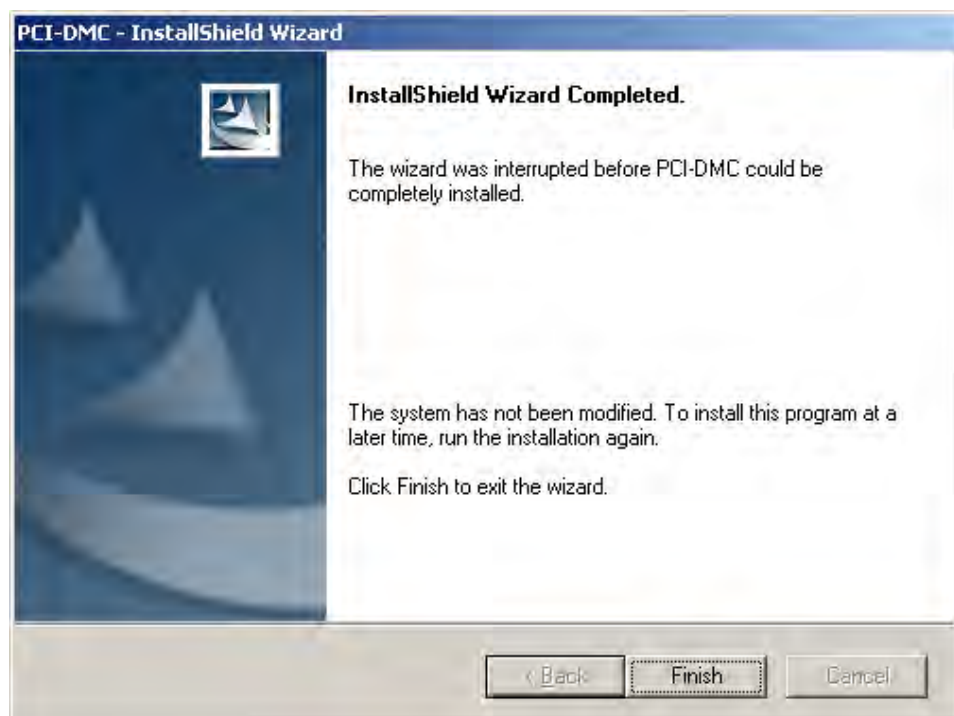 PCI-DMC - InstallShield Wizard
InstallShield Wizard Completed.
The wizard was interrupted before PCI-DMC could be
completely installed.
The system has not been modified. To install this program at a
later time, run the installation again.
Click Finish to exit the wizard.
< Back
Finish
Cancel